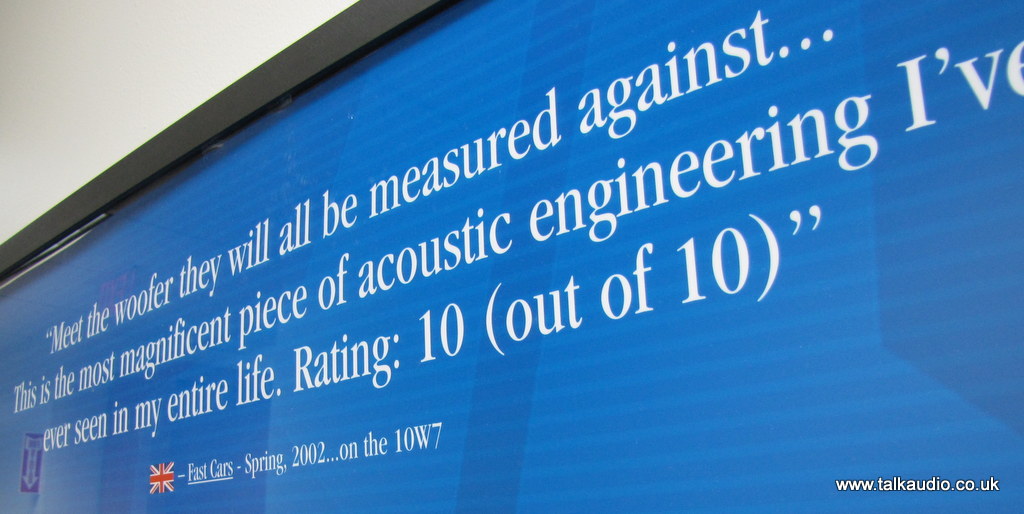 “Meet the woofer they will all be measured against...
This is the most magnificent piece of acoustic engineering I’ve
ever seen in my entire life. Rating: 10 (out of 10)”
– Fast Cars - Spring, 2002...on the 10W7
www.talkaudio.co.uk